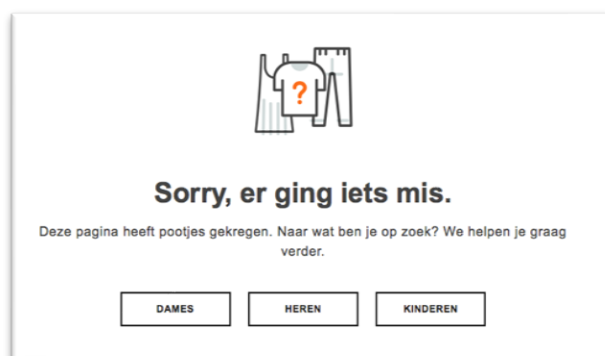 ?
Sorry, er ging iets mis.
Deze pagina heeft pootjes gekregen. Naar wat ben je op zoek? We helpen je graag
verder.
DAMES
HEREN
KINDEREN